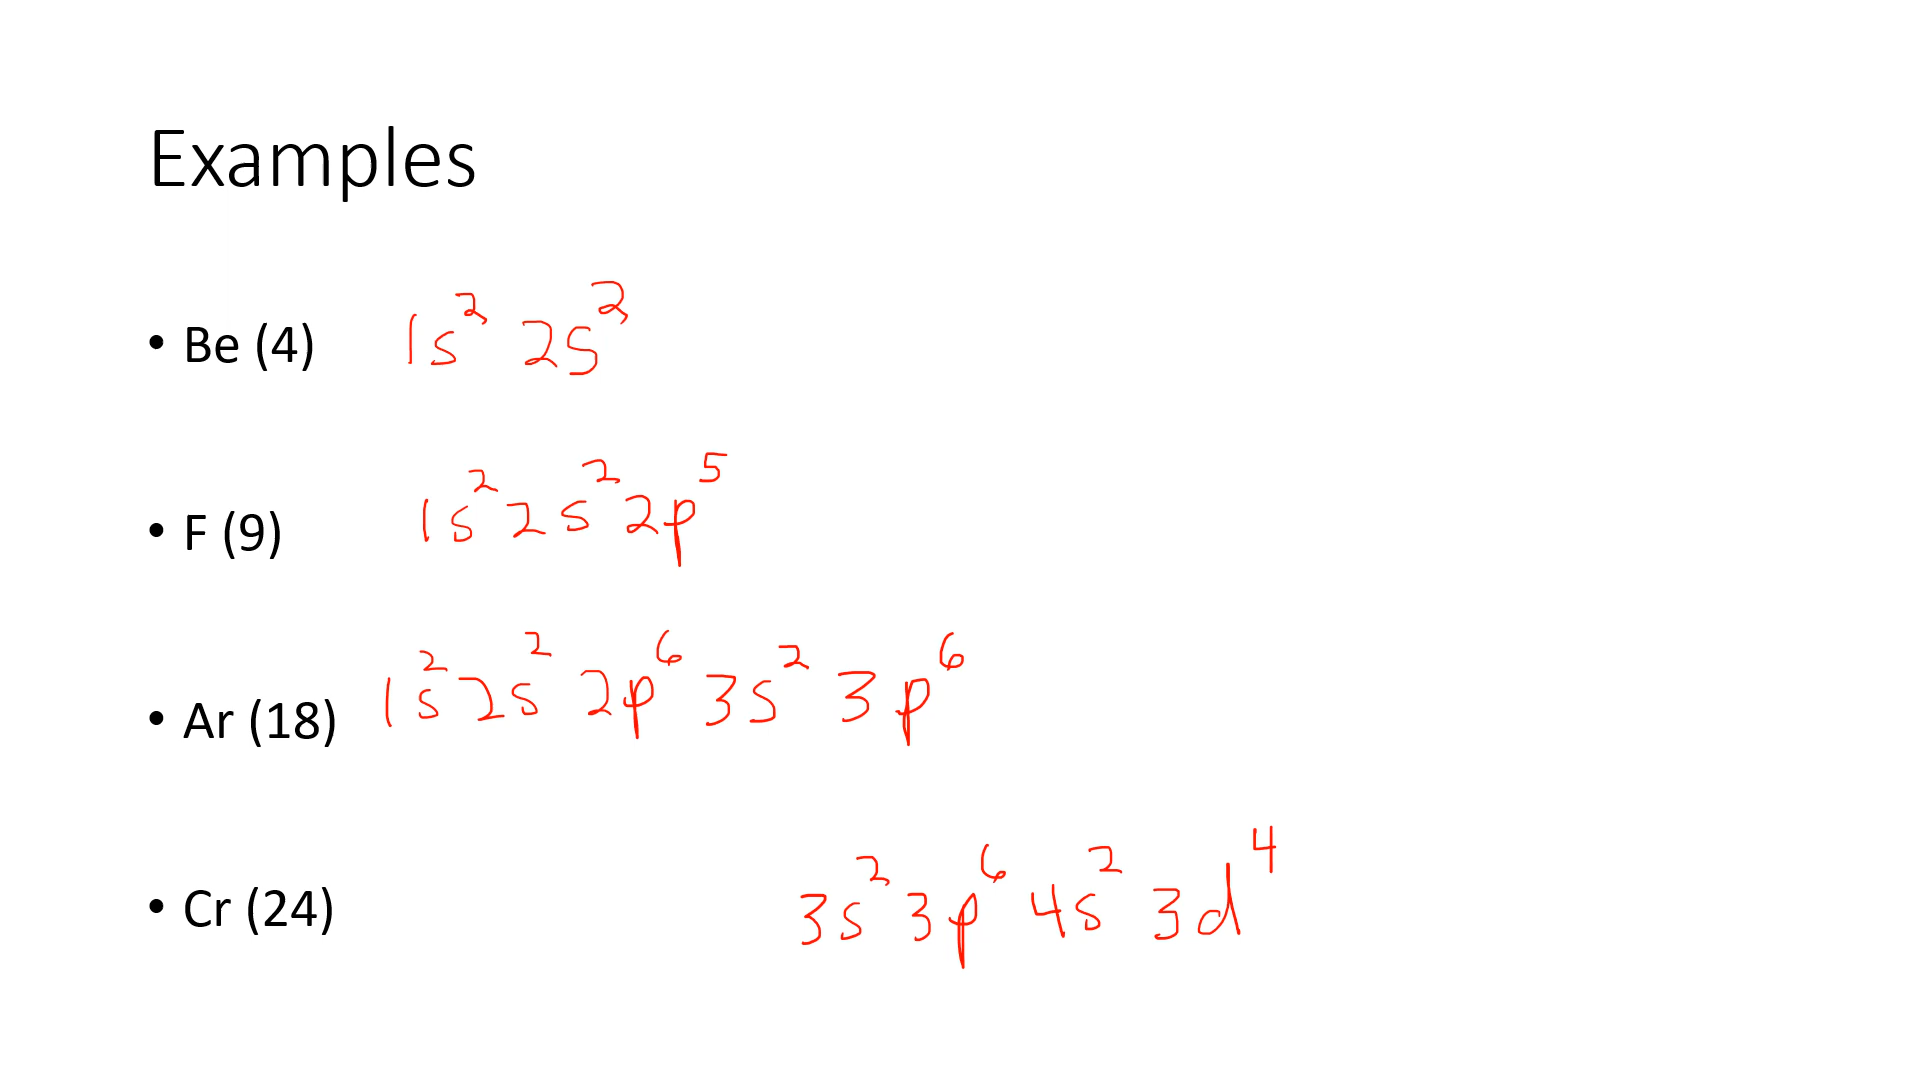 Examples
• Be (4) 1s² 2s²
• F (9) 1s² 2s² 2p⁵
• Ar (18) 1s² 2s² 2p⁶ 3s² 3p⁶
• Cr (24) 3s² 3p⁶ 4s² 3d⁴